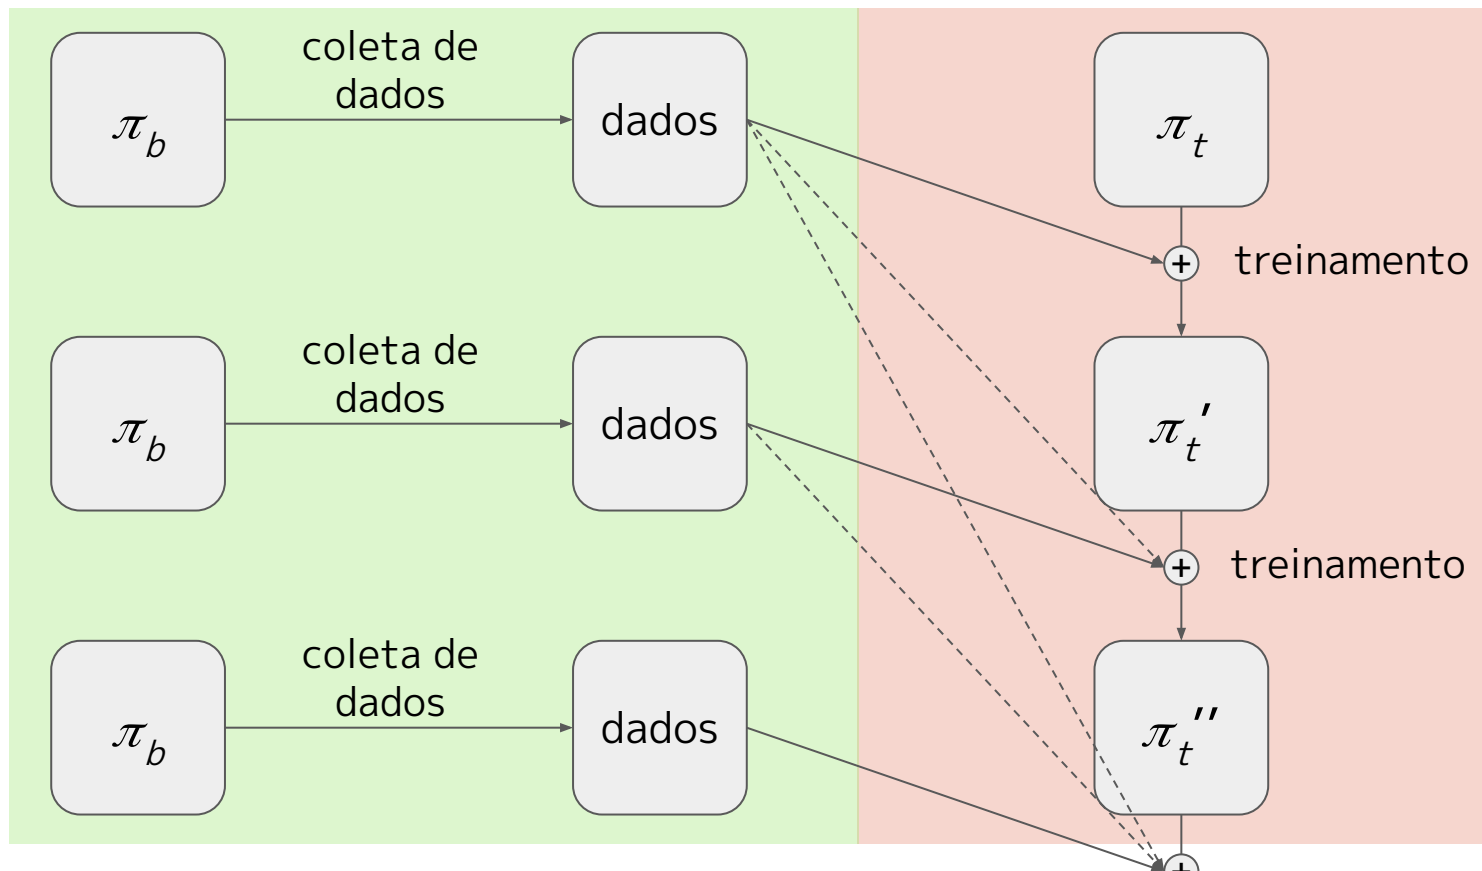 coleta de
dados
π_b
dados
π_t
+
treinamento
coleta de
dados
π_b
dados
π_t'
+
treinamento
coleta de
dados
π_b
dados
π_t''
+